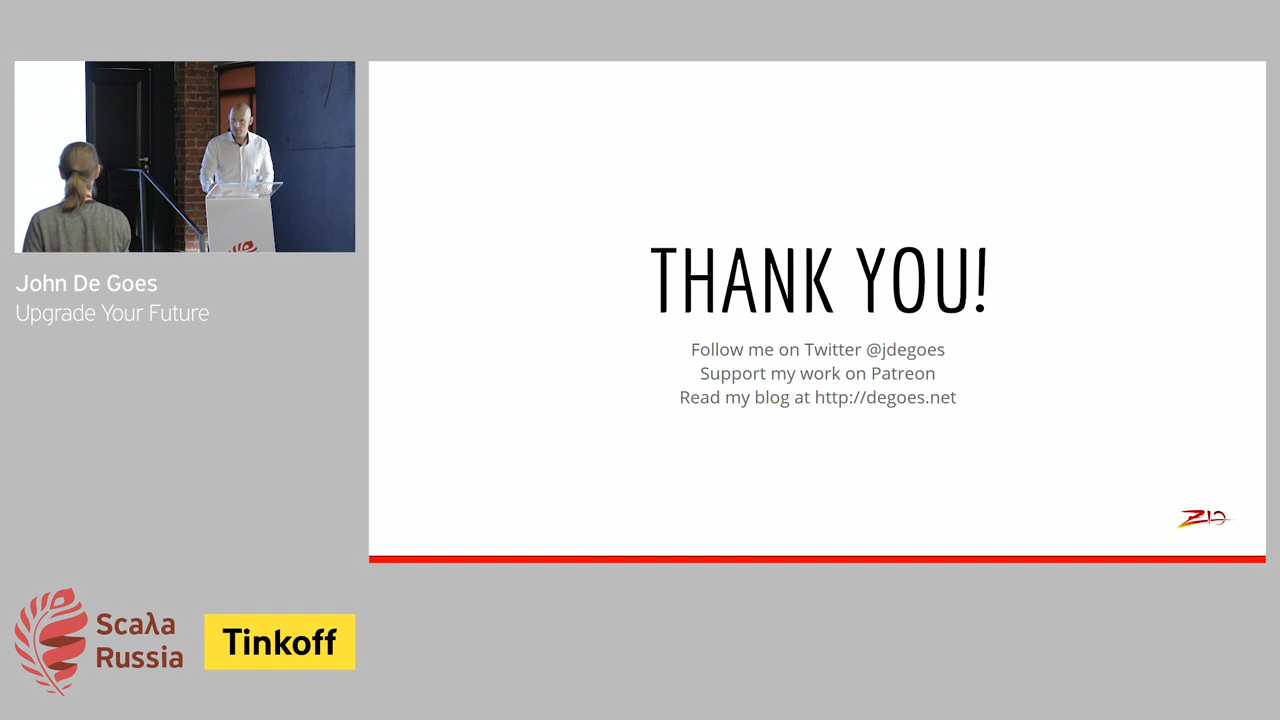 John De Goes
Upgrade Your Future
THANK YOU!
Follow me on Twitter @jdegoes
Support my work on Patreon
Read my blog at http://degoes.net
ZIO
Scaλa
Russia
Tinkoff